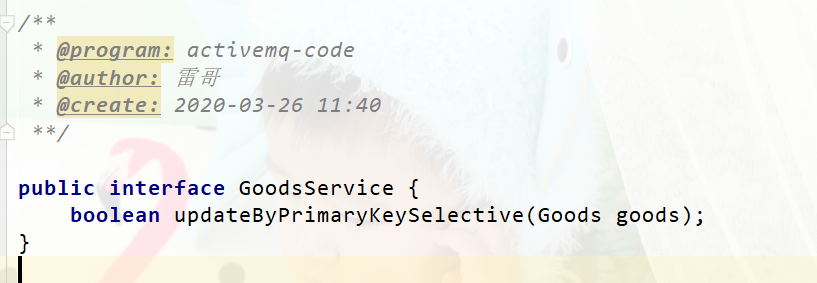 /**
 * @program: activemq-code
 * @author: 雷哥
 * @create: 2020-03-26 11:40
 **/
public interface GoodsService {
    boolean updateByPrimaryKeySelective(Goods goods);
}